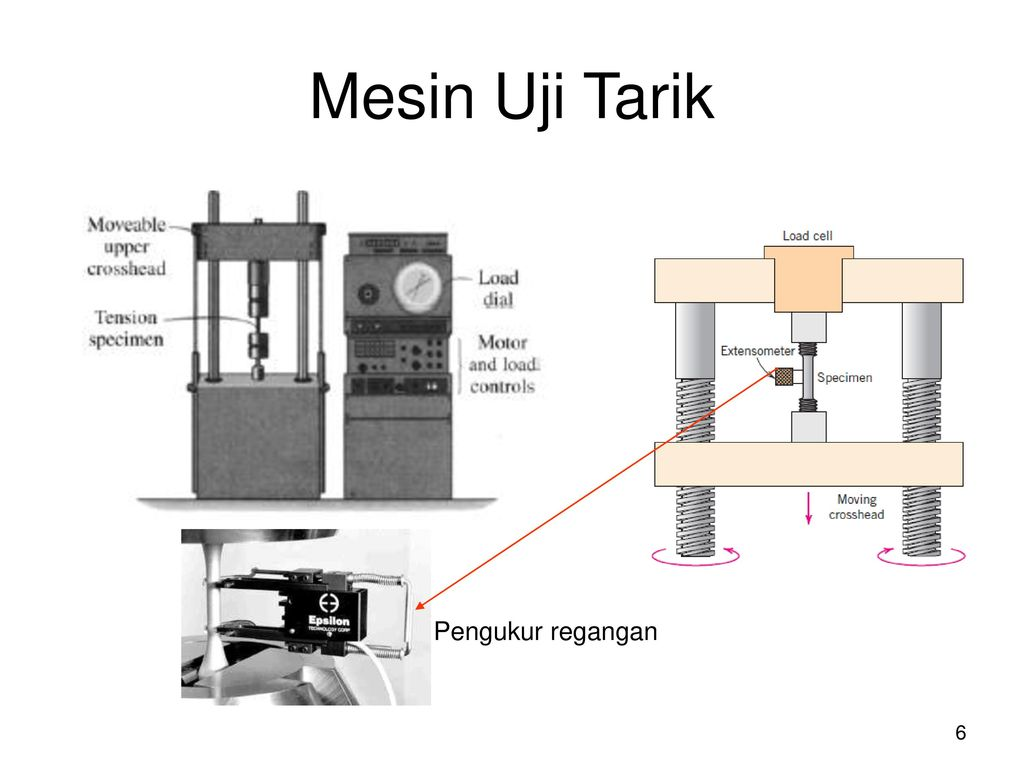 Mesin Uji Tarik
Moveable
upper
crosshead
Tension
specimen
Load
dial
Motor
and load
controls
Load cell
Extensometer
Specimen
Moving
crosshead
Epsilon
TECHNOLOGY CORP
Pengukur regangan
6